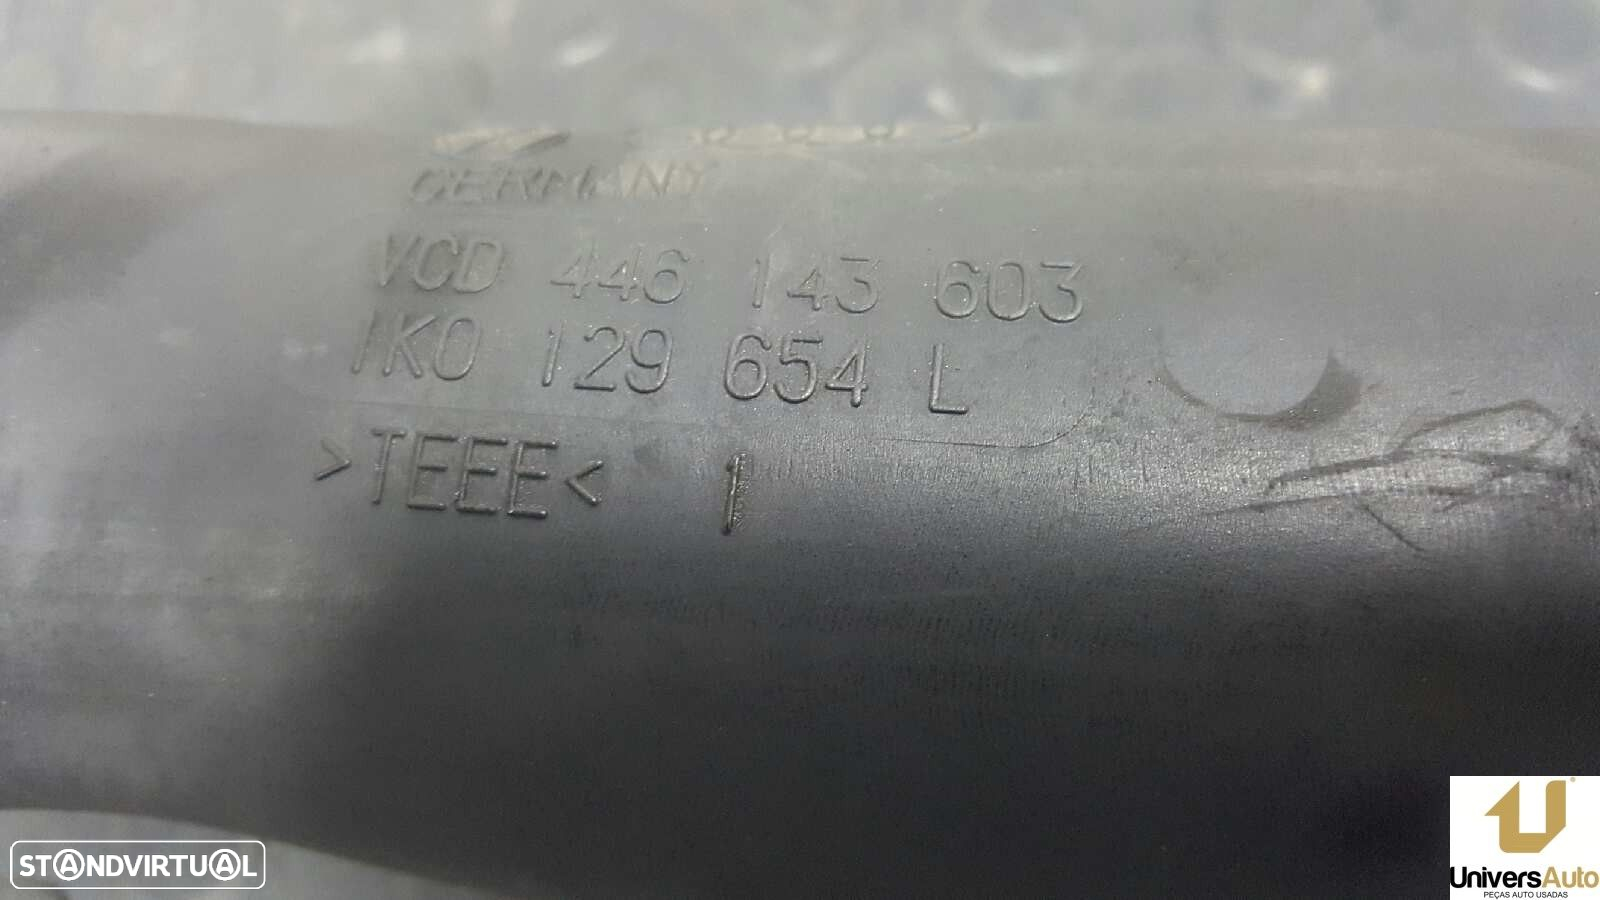 GERMANY
VCD 446 143 603
1K0 129 654 L
>TEEE< 1
STANDVIRTUAL
UniversAuto
PEÇAS AUTO USADAS